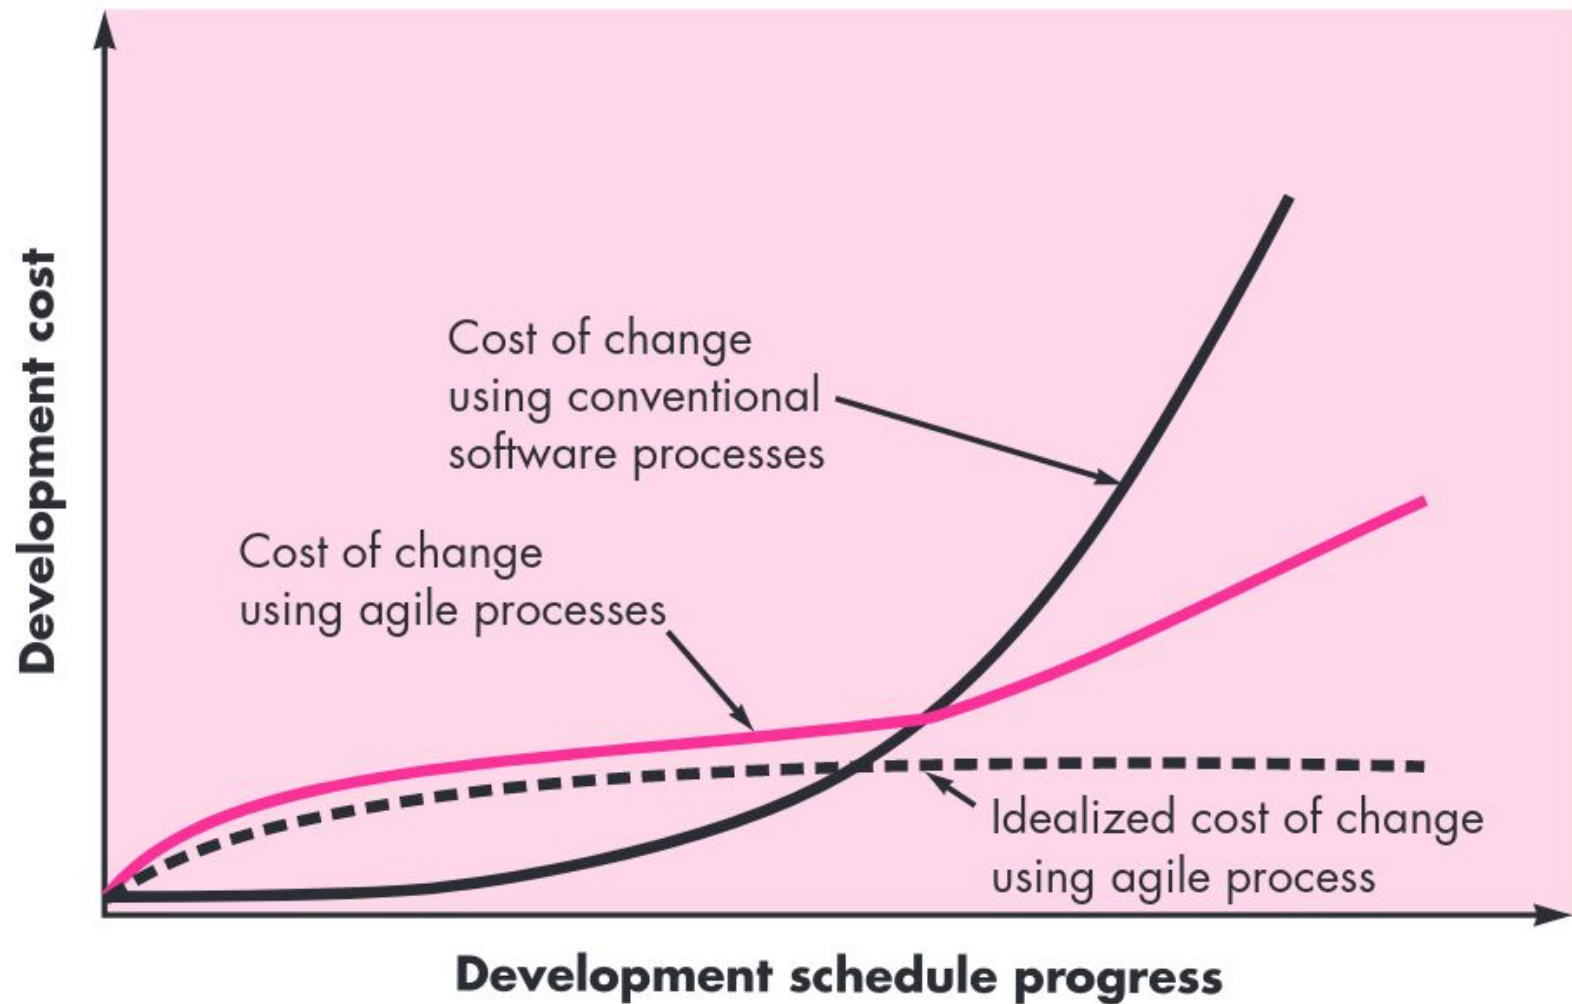 Development cost
Cost of change
using conventional
software processes
Cost of change
using agile processes
Idealized cost of change
using agile process
Development schedule progress